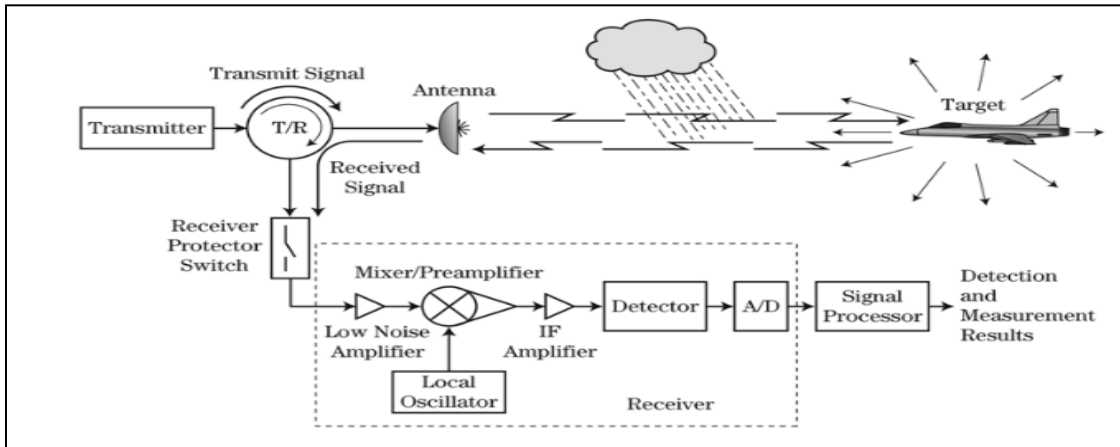 Transmit Signal
Antenna
Target
Transmitter
T/R
Received
Signal
Receiver
Protector
Switch
Mixer/Preamplifier
Detector
A/D
Signal
Processor
Detection
and
Measurement
Results
Low Noise
Amplifier
IF
Amplifier
Local
Oscillator
Receiver